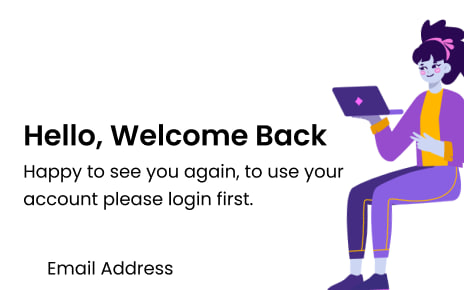 Hello, Welcome Back
Happy to see you again, to use your
account please login first.
Email Address